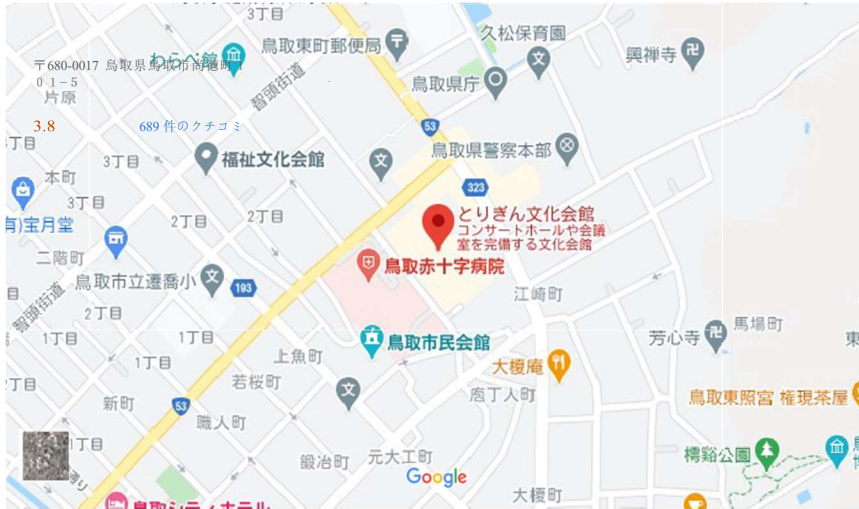 3丁目
鳥取東町郵便局
久松保育園
興禅寺
わらべ館
〒680-0017 鳥取県鳥取市尚徳町1
01-5
智頭街道
鳥取県庁
片原
3.8
689 件のクチコミ
53
1丁目
3丁目
福祉文化会館
鳥取県警察本部
本町
323
3丁目
2丁目
2丁目
有)宝月堂
とりぎん文化会館
コンサートホールや会議
室を完備する文化会館
二階町
鳥取市立遷喬小
193
鳥取赤十字病院
江崎町
智頭街道
2丁目
1丁目
1丁目
1丁目
上魚町
鳥取市民会館
芳心寺
馬場町
大榎庵
若桜町
庖丁人町
新町
53
職人町
鳥取東照宮 権現茶屋
1丁目
鍛冶町
元大工町
樗谿公園
Google
大榎町
鳥取シティホテル